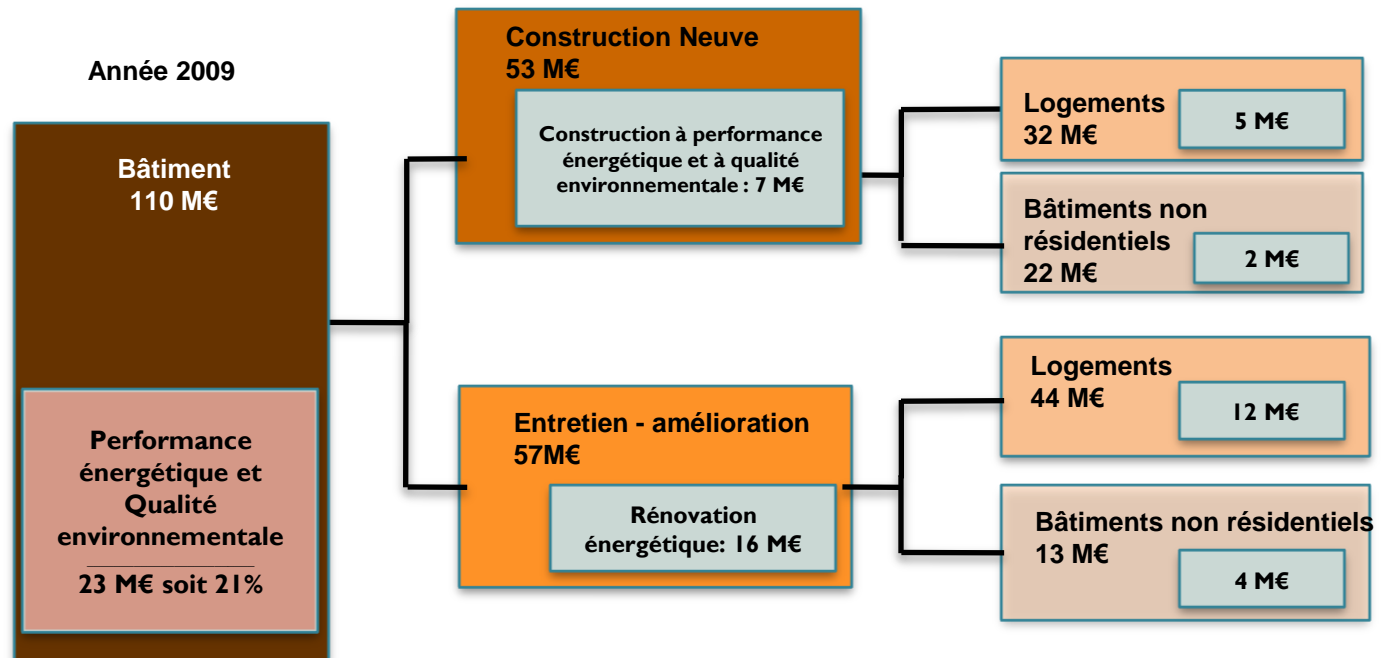 Année 2009
Bâtiment
110 M€
Performance
énergétique et
Qualité
environnementale
23 M€ soit 21%
Construction Neuve
53 M€
Construction à performance
énergétique et à qualité
environnementale : 7 M€
Logements
32 M€
5 M€
Bâtiments non
résidentiels
22 M€
2 M€
Entretien - amélioration
57M€
Rénovation
énergétique: 16 M€
Logements
44 M€
12 M€
Bâtiments non résidentiels
13 M€
4 M€